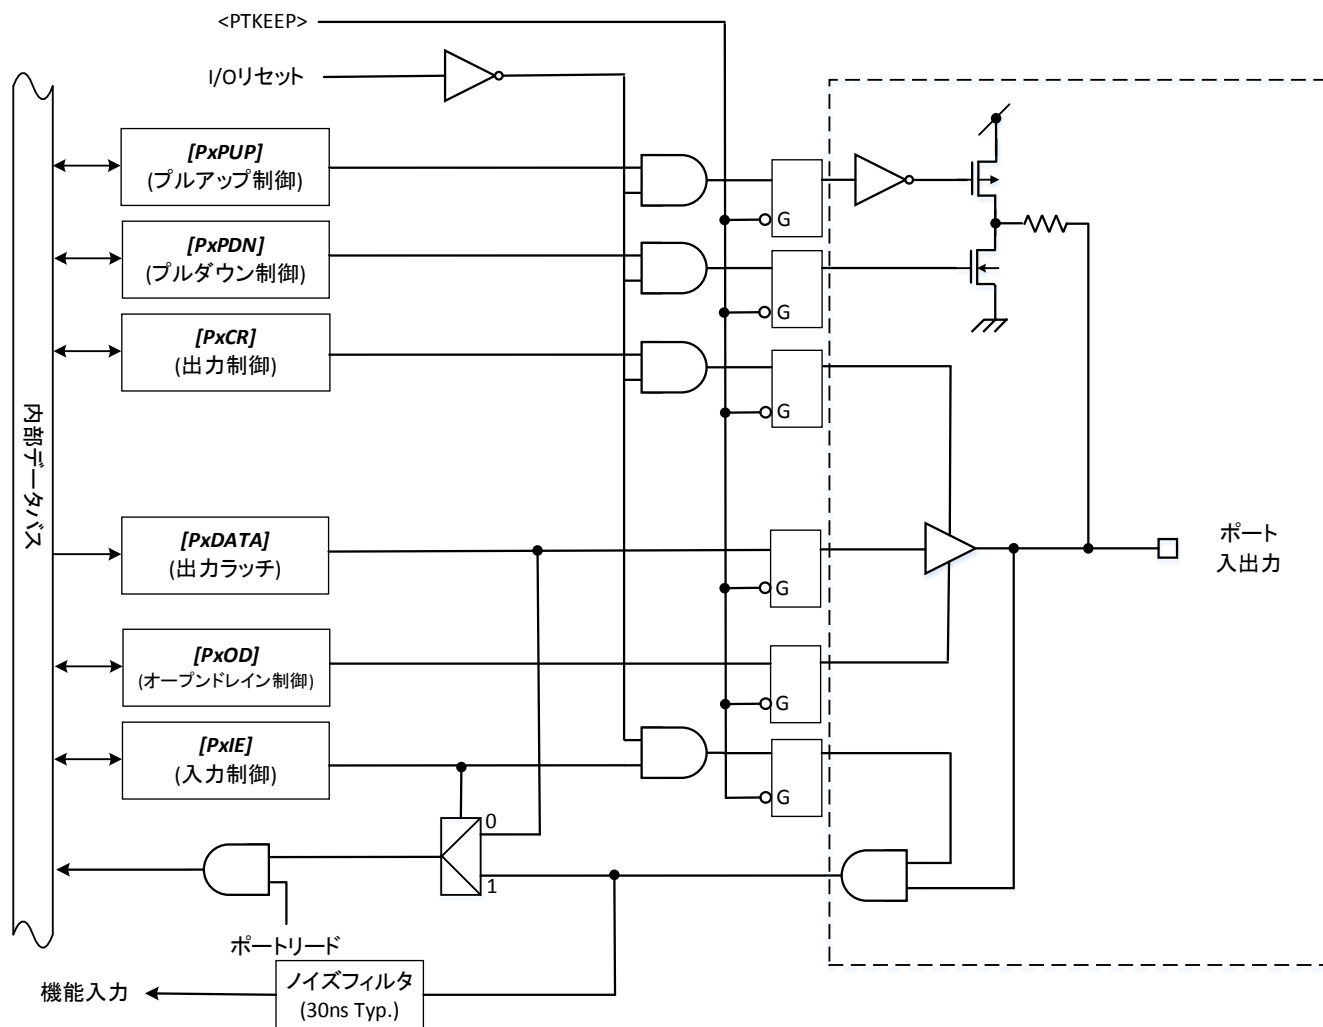 <PTKEEP>
I/Oリセット
[PxPUP]
(プルアップ制御)
G
[PxPDN]
(プルダウン制御)
G
[PxCR]
(出力制御)
G
内部データバス
[PxDATA]
(出力ラッチ)
G
ポート
入出力
[PxOD]
(オープンドレイン制御)
G
[PxIE]
(入力制御)
G
0
1
ポートリード
ノイズフィルタ
(30ns Typ.)
機能入力